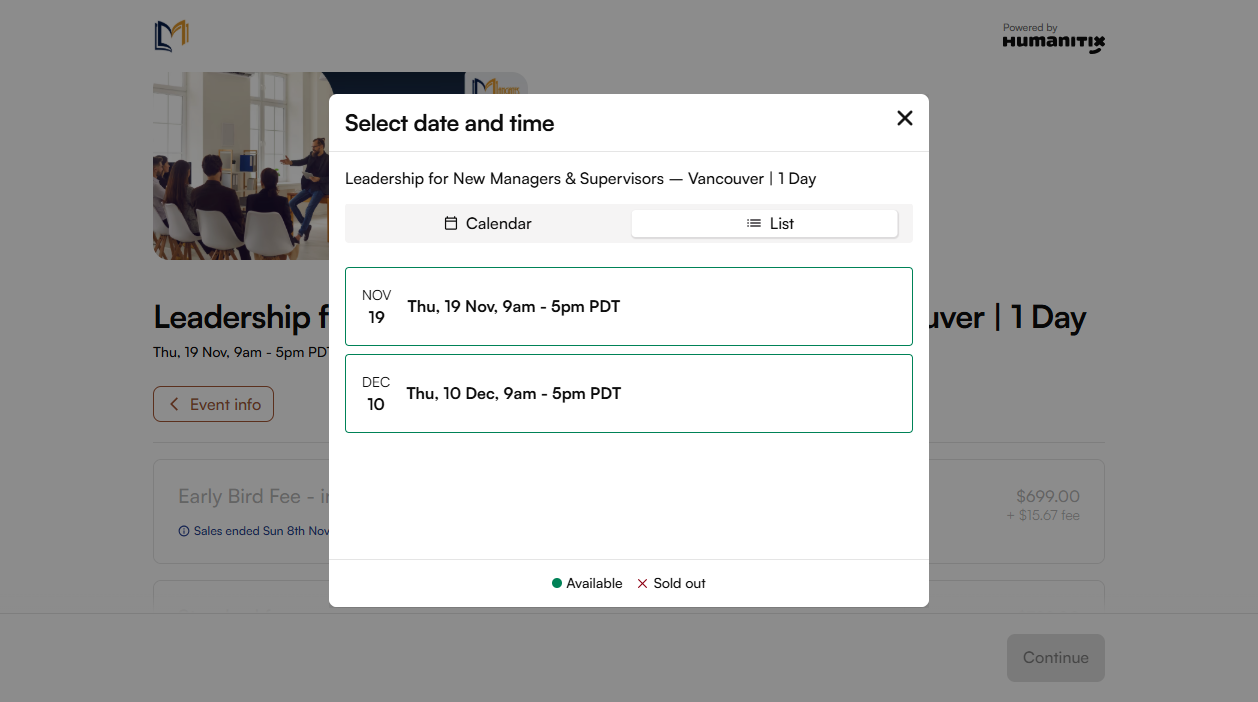 Powered by
HUMANITIX
Select date and time
Leadership for New Managers & Supervisors — Vancouver | 1 Day
Calendar
List
NOV
19
Thu, 19 Nov, 9am - 5pm PDT
DEC
10
Thu, 10 Dec, 9am - 5pm PDT
Available
Sold out
Leadership f
uver | 1 Day
Thu, 19 Nov, 9am - 5pm PDT
Event info
Early Bird Fee - in
$699.00
+ $15.67 fee
Sales ended Sun 8th Nov
Continue